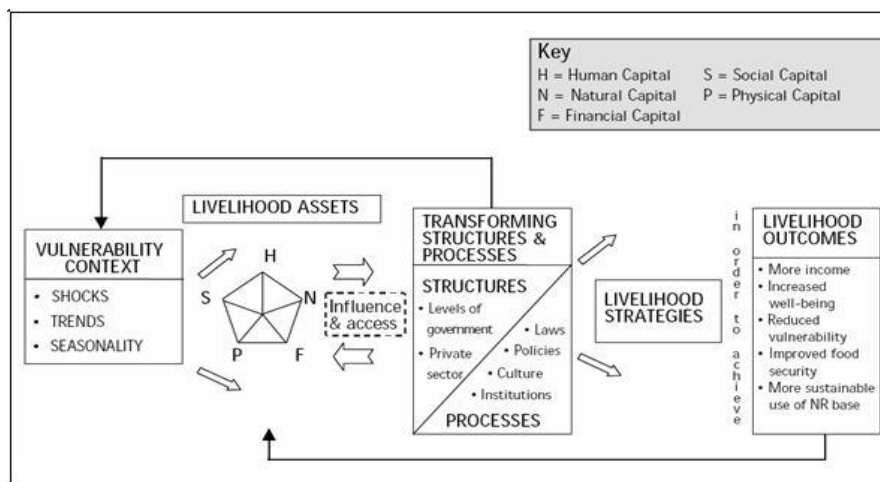 Key
H = Human Capital S = Social Capital
N = Natural Capital P = Physical Capital
F = Financial Capital
LIVELIHOOD ASSETS
VULNERABILITY
CONTEXT
• SHOCKS
• TRENDS
• SEASONALITY
H
S
N
P
F
Influence
& access
TRANSFORMING
STRUCTURES &
PROCESSES
STRUCTURES
• Levels of
government
• Private
sector
• Laws
• Policies
• Culture
• Institutions
PROCESSES
LIVELIHOOD
STRATEGIES
in order to achieve
LIVELIHOOD
OUTCOMES
• More income
• Increased
well-being
• Reduced
vulnerability
• Improved food
security
• More sustainable
use of NR base